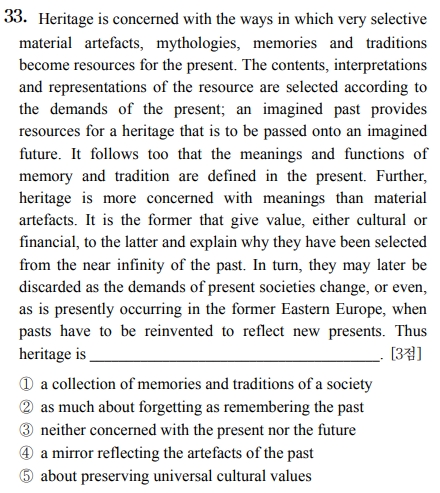 33. Heritage is concerned with the ways in which very selective
material artefacts, mythologies, memories and traditions
become resources for the present. The contents, interpretations
and representations of the resource are selected according to
the demands of the present; an imagined past provides
resources for a heritage that is to be passed onto an imagined
future. It follows too that the meanings and functions of
memory and tradition are defined in the present. Further,
heritage is more concerned with meanings than material
artefacts. It is the former that give value, either cultural or
financial, to the latter and explain why they have been selected
from the near infinity of the past. In turn, they may later be
discarded as the demands of present societies change, or even,
as is presently occurring in the former Eastern Europe, when
pasts have to be reinvented to reflect new presents. Thus
heritage is ______________________________. [3점]
① a collection of memories and traditions of a society
② as much about forgetting as remembering the past
③ neither concerned with the present nor the future
④ a mirror reflecting the artefacts of the past
⑤ about preserving universal cultural values